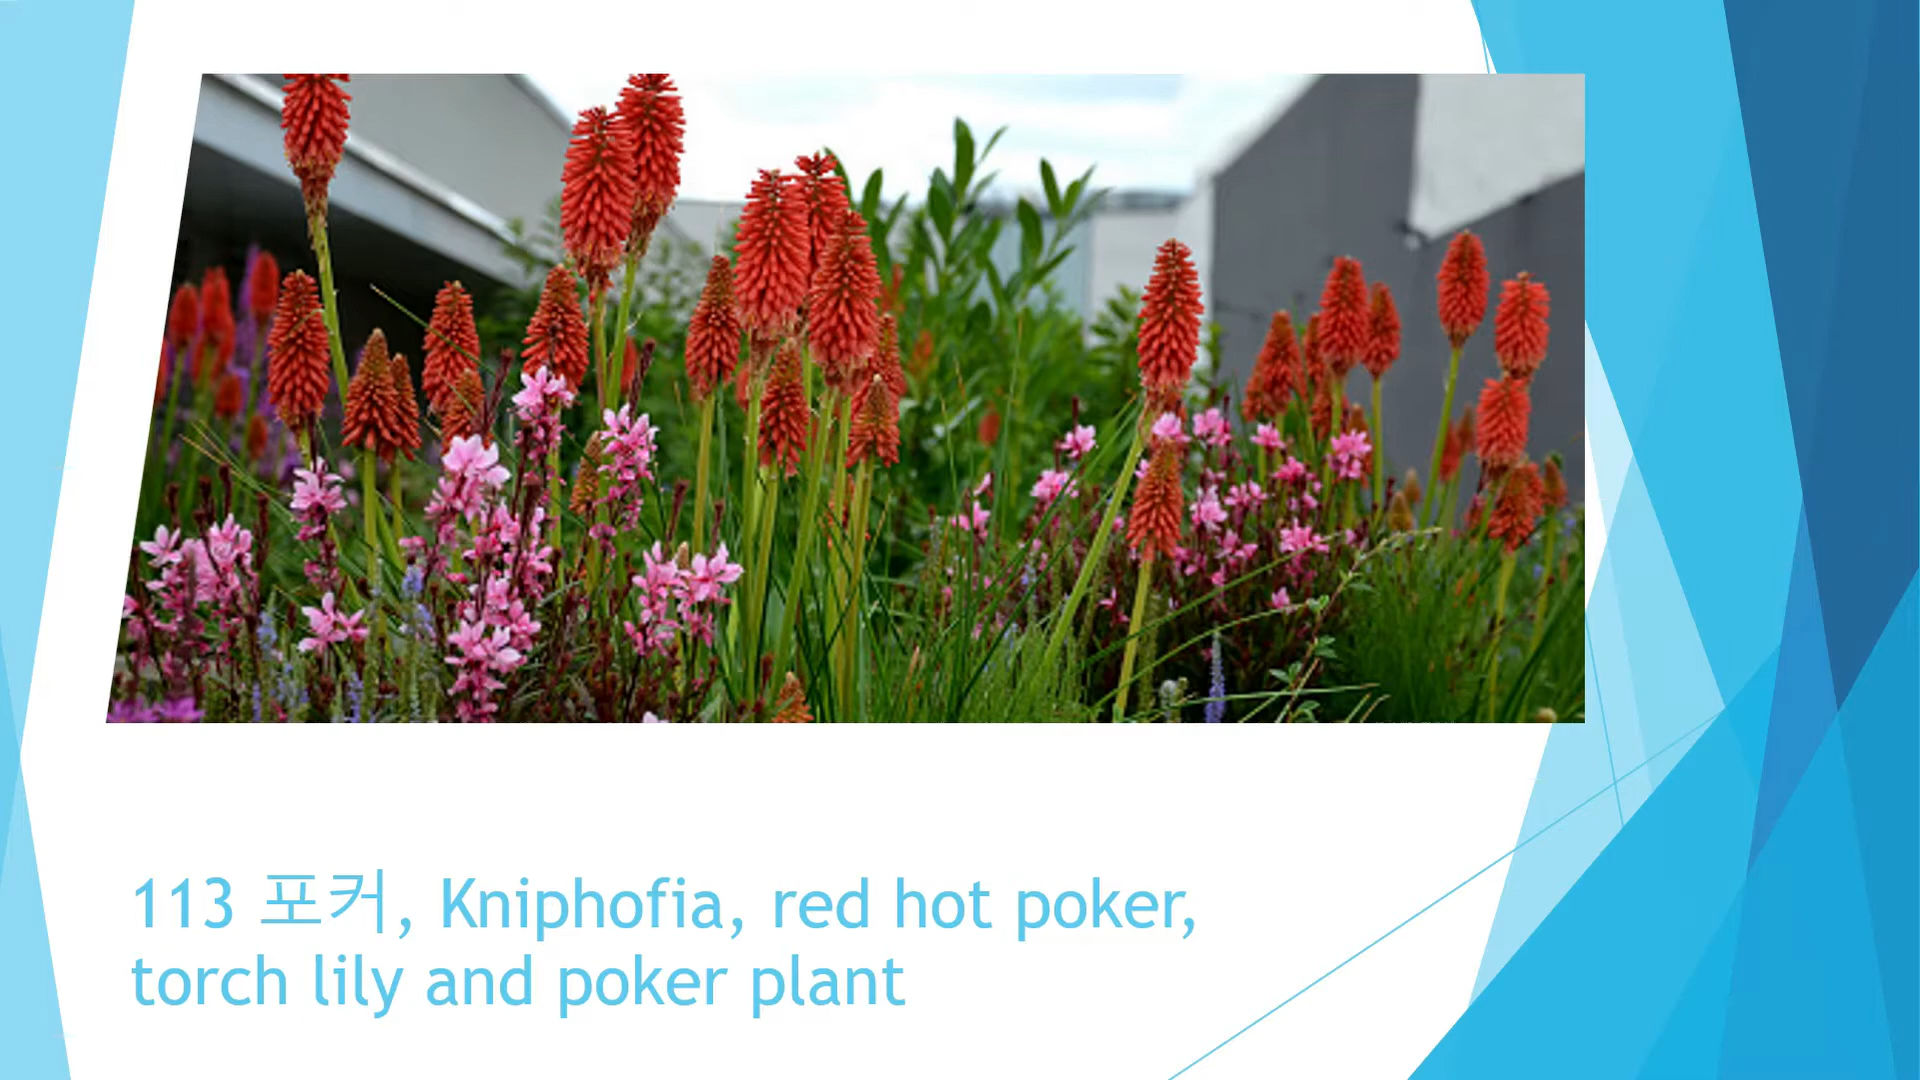 113 포커, Kniphofia, red hot poker,
torch lily and poker plant